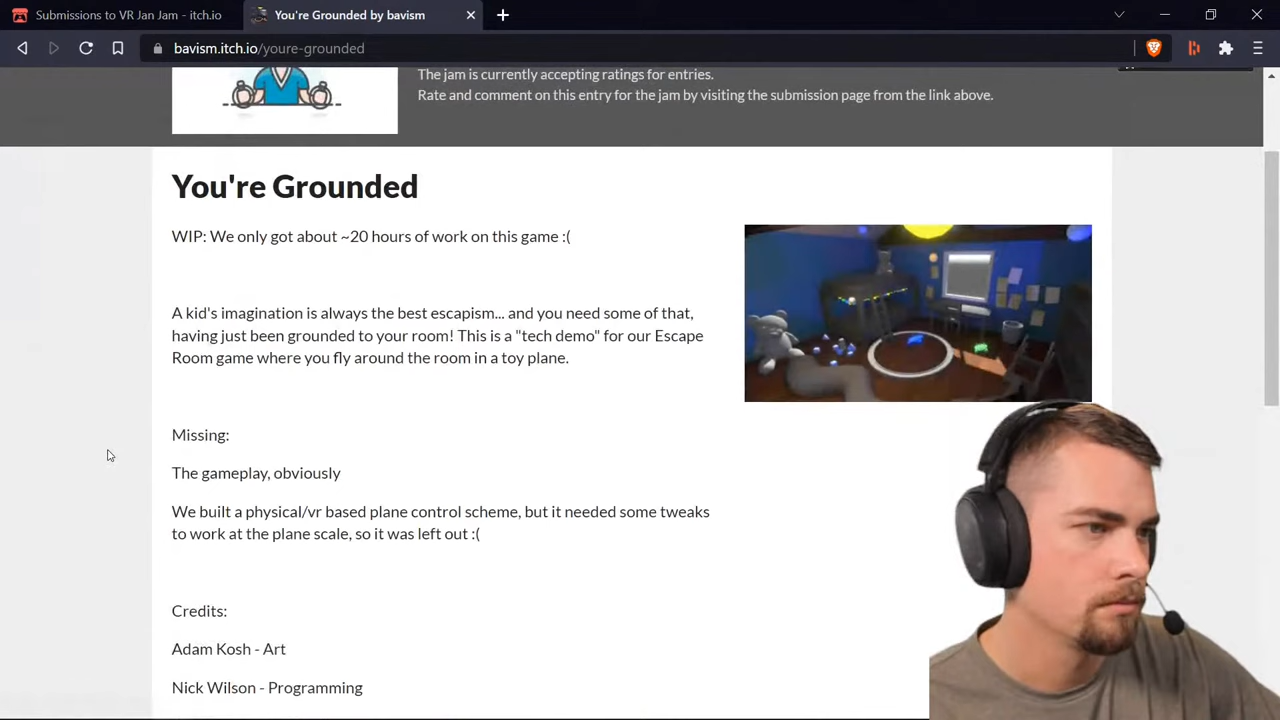 Submissions to VR Jan Jam - itch.io
You're Grounded by bavism
bavism.itch.io/youre-grounded
The jam is currently accepting ratings for entries.
Rate and comment on this entry for the jam by visiting the submission page from the link above.
You're Grounded
WIP: We only got about ~20 hours of work on this game :(
A kid's imagination is always the best escapism... and you need some of that,
having just been grounded to your room! This is a "tech demo" for our Escape
Room game where you fly around the room in a toy plane.
Missing:
The gameplay, obviously
We built a physical/vr based plane control scheme, but it needed some tweaks
to work at the plane scale, so it was left out :(
Credits:
Adam Kosh - Art
Nick Wilson - Programming